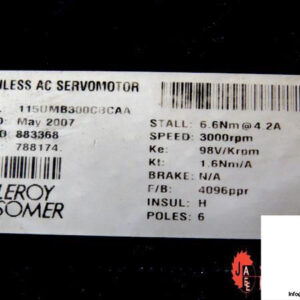 LESS AC SERVOMOTOR
115UMB300CBCAA STALL: 6.6Nm@4.2A
May 2007 SPEED: 3000rpm
883368 Ke: 98V/Krpm
788174 Kt: 1.6Nm/A
BRAKE: N/A
LEROY F/B: 4096ppr
SOMER INSUL: H
POLES: 6